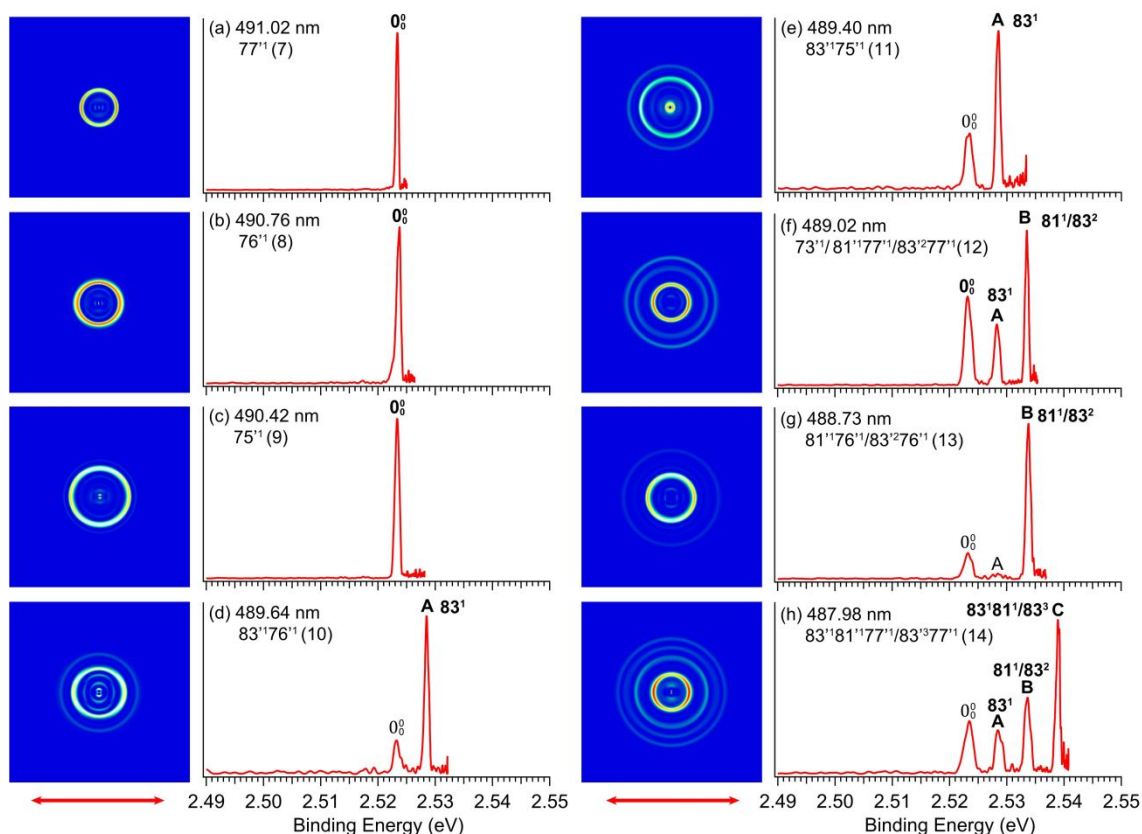 (a) 491.02 nm
77'¹ (7)
0⁰₀
(b) 490.76 nm
76'¹ (8)
0⁰₀
(c) 490.42 nm
75'¹ (9)
0⁰₀
(d) 489.64 nm
83'¹76'¹ (10)
A 83¹
0⁰₀
2.49 2.50 2.51 2.52 2.53 2.54 2.55
Binding Energy (eV)
(e) 489.40 nm
83'¹75'¹ (11)
A 83¹
0⁰₀
(f) 489.02 nm
73'¹/ 81'¹77'¹/83'²77'¹ (12)
B 81¹/83²
0⁰₀
83¹
A
(g) 488.73 nm
81'¹76'¹/83'²76'¹ (13)
B 81¹/83²
0⁰₀
A
(h) 487.98 nm
83'¹81'¹77'¹/83'³77'¹ (14)
83¹81¹/83³ C
81¹/83²
B
0⁰₀
83¹
A
2.49 2.50 2.51 2.52 2.53 2.54 2.55
Binding Energy (eV)